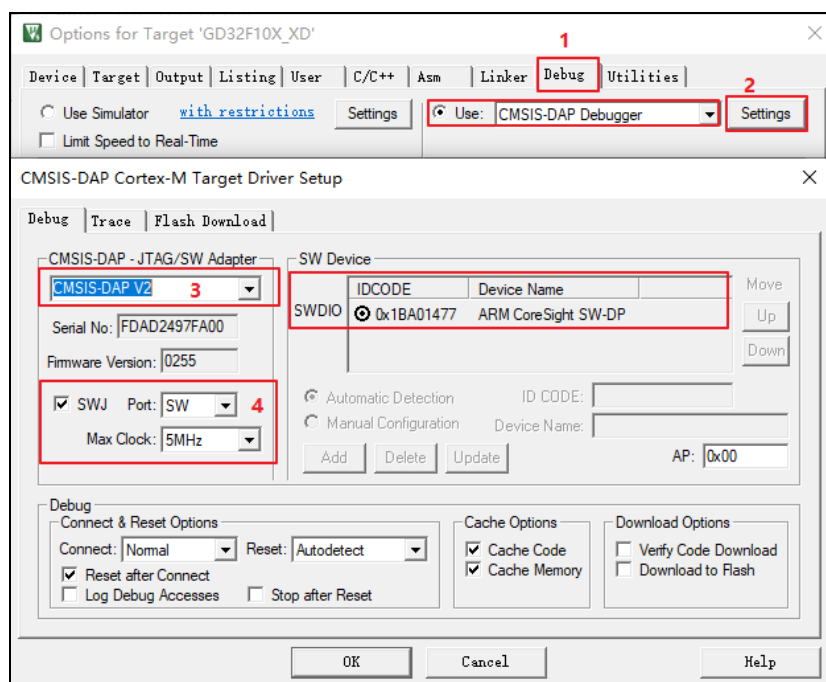 Options for Target 'GD32F10X_XD'
1
Device Target Output Listing User C/C++ Asm Linker Debug Utilities
2
Use Simulator with restrictions Settings Use: CMSIS-DAP Debugger Settings
Limit Speed to Real-Time
CMSIS-DAP Cortex-M Target Driver Setup
Debug Trace Flash Download
CMSIS-DAP - JTAG/SW Adapter
CMSIS-DAP V2 3
Serial No: FDAD2497FA00
Firmware Version: 0255
SWJ Port: SW 4
Max Clock: 5MHz
SW Device
IDCODE Device Name
SWDIO 0x1BA01477 ARM CoreSight SW-DP
Move
Up
Down
Automatic Detection ID CODE:
Manual Configuration Device Name:
Add Delete Update AP: 0x00
Debug
Connect & Reset Options
Connect: Normal Reset: Autodetect
Reset after Connect
Log Debug Accesses Stop after Reset
Cache Options
Cache Code
Cache Memory
Download Options
Verify Code Download
Download to Flash
OK Cancel Help